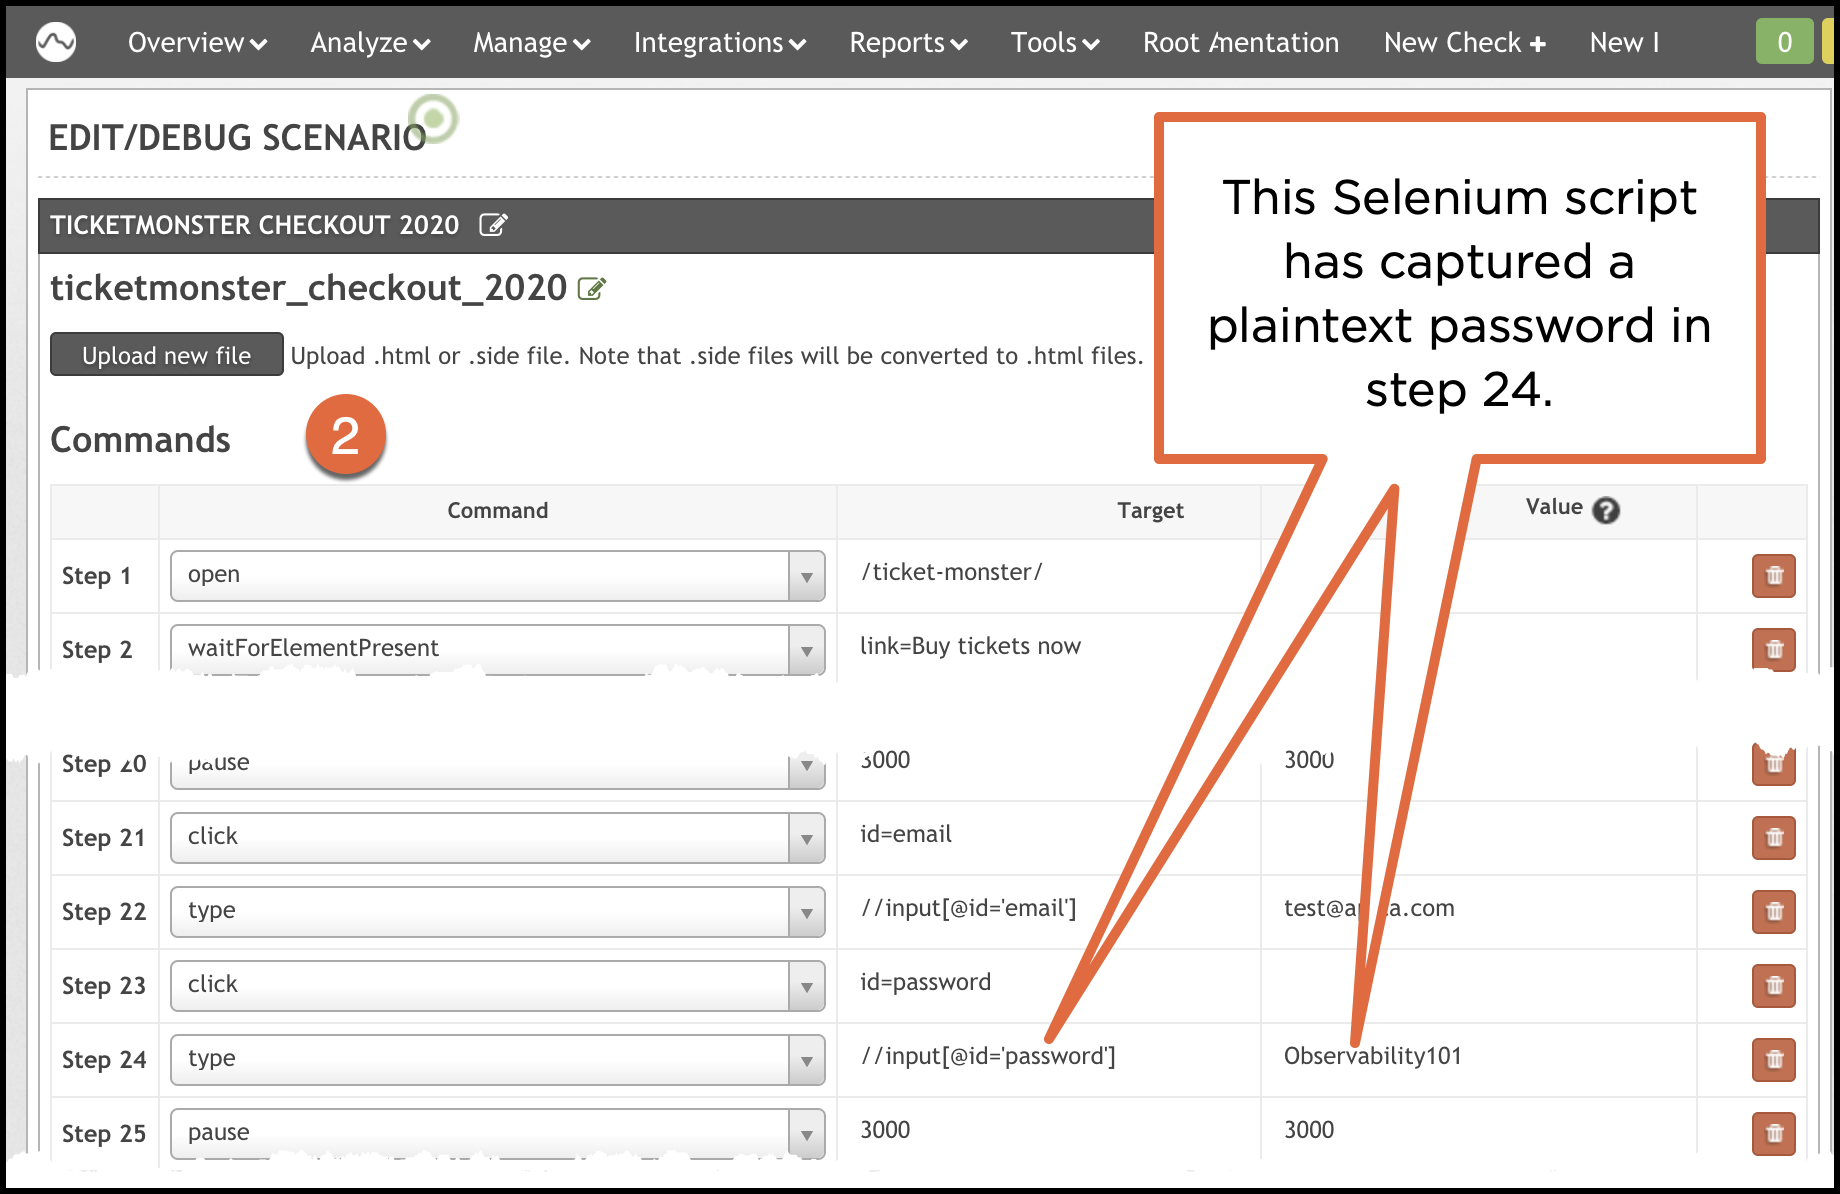 Overview Analyze Manage Integrations Reports Tools Root mentation New Check + New 0
EDIT/DEBUG SCENARIO
TICKETMONSTER CHECKOUT 2020
ticketmonster_checkout_2020
Upload new file Upload .html or .side file. Note that .side files will be converted to .html files.
This Selenium script
has captured a
plaintext password in
step 24.
Commands 2
Command Target Value ?
Step 1 open /ticket-monster/
Step 2 waitForElementPresent link=Buy tickets now
Step 20 pause 3000 3000
Step 21 click id=email
Step 22 type //input[@id='email']
Step 23 click id=password
Step 24 type //input[@id='password'] Observability101
Step 25 pause 3000 3000